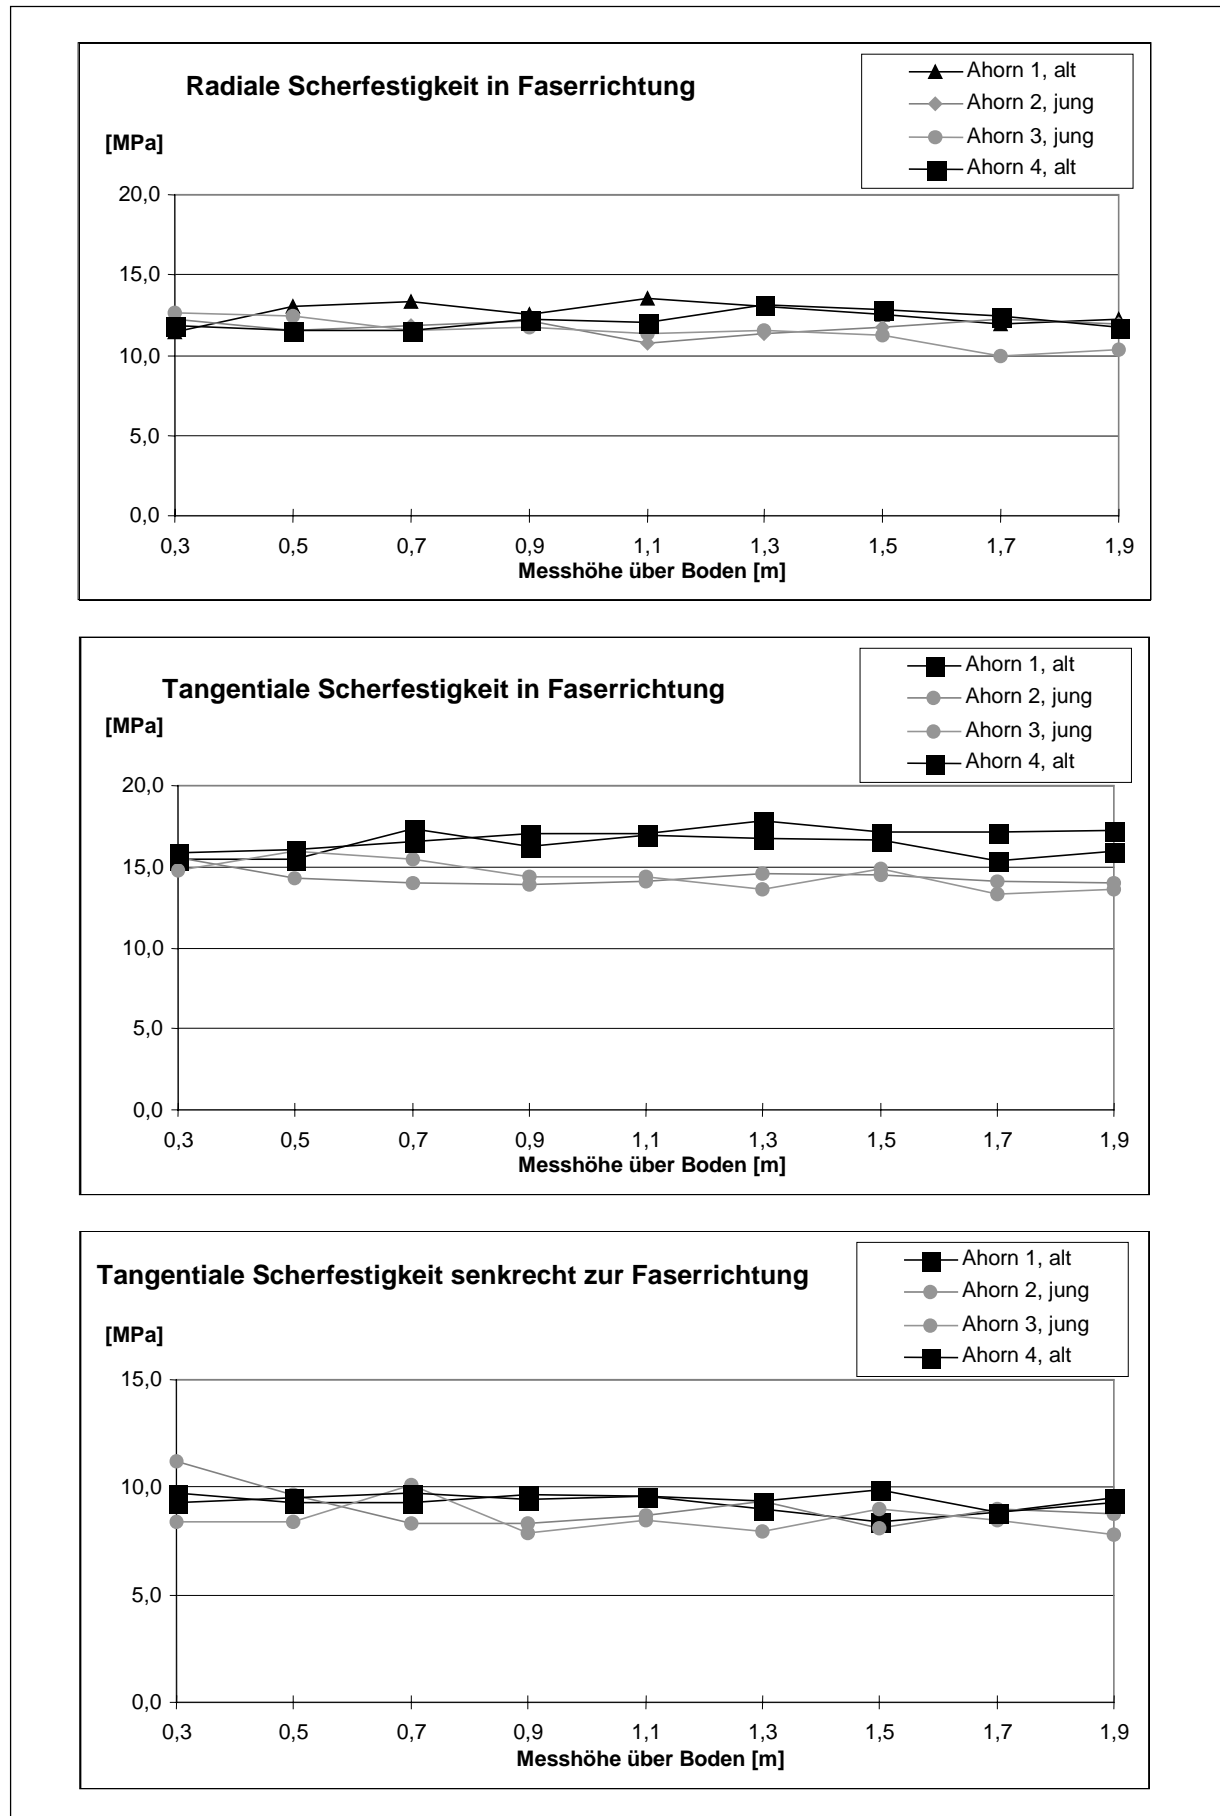 Radiale Scherfestigkeit in Faserrichtung
Ahorn 1, alt
Ahorn 2, jung
Ahorn 3, jung
Ahorn 4, alt
[MPa]
20,0
15,0
10,0
5,0
0,0
0,3 0,5 0,7 0,9 1,1 1,3 1,5 1,7 1,9
Messhöhe über Boden [m]
Tangentiale Scherfestigkeit in Faserrichtung
Ahorn 1, alt
Ahorn 2, jung
Ahorn 3, jung
Ahorn 4, alt
[MPa]
20,0
15,0
10,0
5,0
0,0
0,3 0,5 0,7 0,9 1,1 1,3 1,5 1,7 1,9
Messhöhe über Boden [m]
Tangentiale Scherfestigkeit senkrecht zur Faserrichtung
Ahorn 1, alt
Ahorn 2, jung
Ahorn 3, jung
Ahorn 4, alt
[MPa]
15,0
10,0
5,0
0,0
0,3 0,5 0,7 0,9 1,1 1,3 1,5 1,7 1,9
Messhöhe über Boden [m]